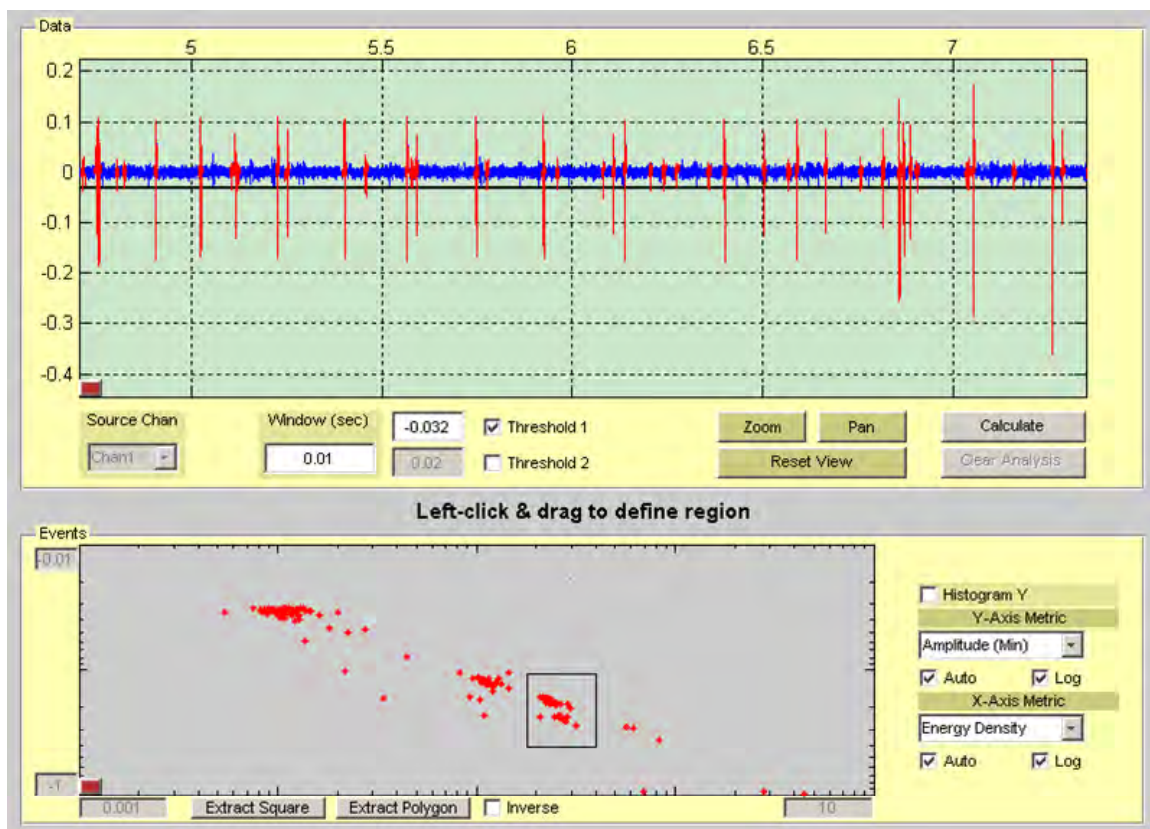 Data
5 5.5 6 6.5 7
0.2
0.1
0
-0.1
-0.2
-0.3
-0.4
Source Chan Window (sec) -0.032 Threshold 1 Zoom Pan Calculate
Chan1 0.01 0.02 Threshold 2 Reset View Clear Analysis
Left-click & drag to define region
Events
-0.01
Histogram Y
Y-Axis Metric
Amplitude (Min)
Auto Log
X-Axis Metric
Energy Density
Auto Log
-1
0.001 Extract Square Extract Polygon Inverse 10